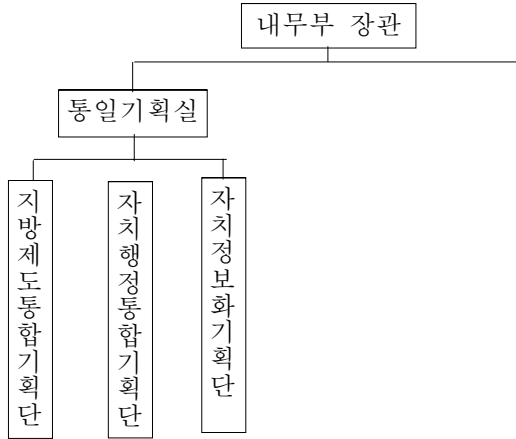 내무부 장관
통일기획실
지방제도통합기획단
자치행정통합기획단
자치정보화기획단